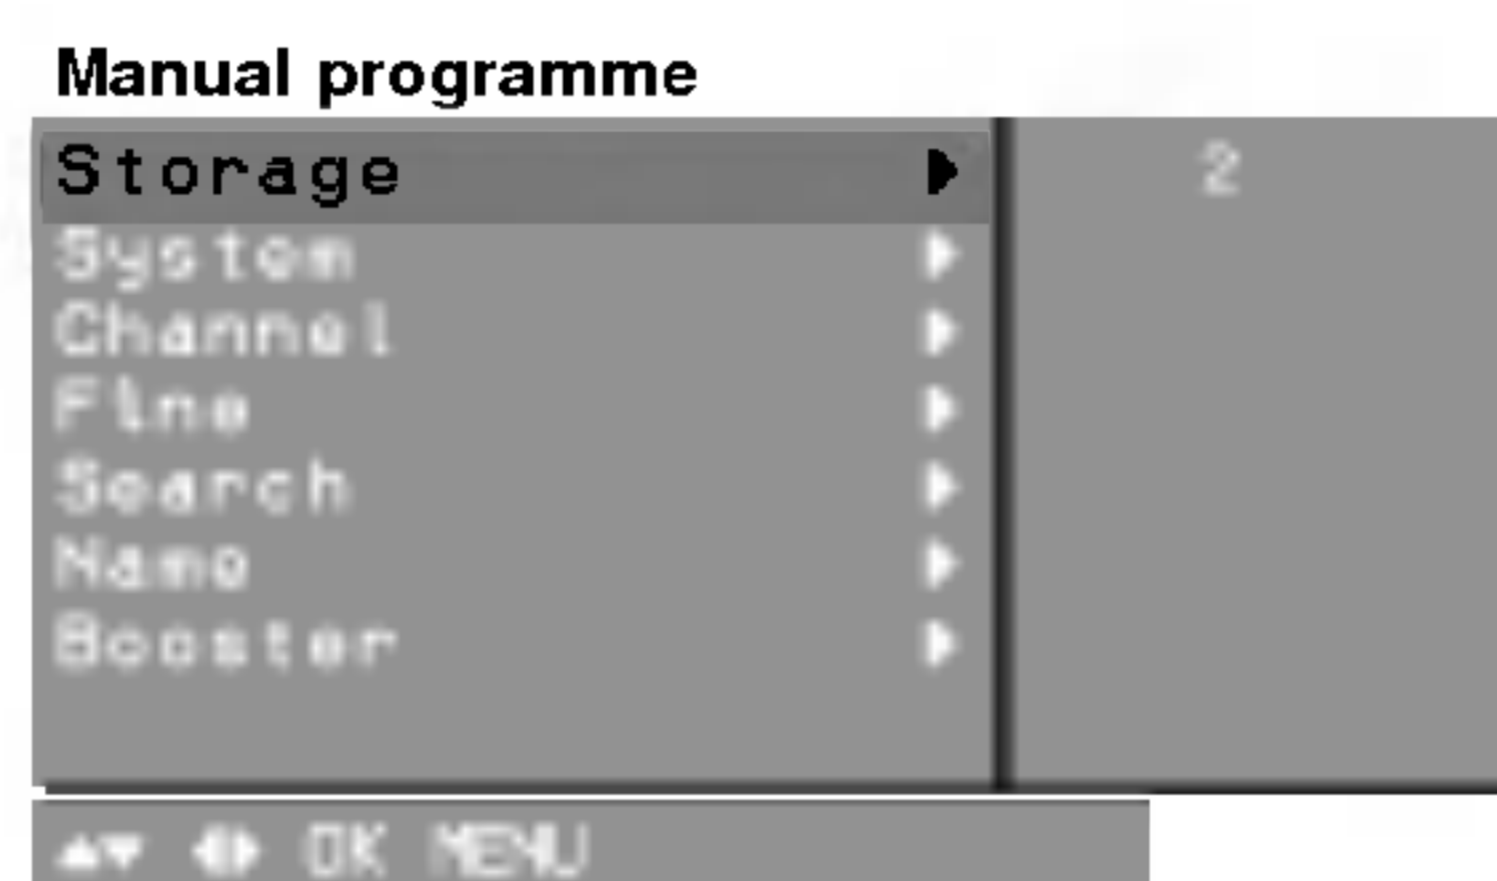 Manual programme
Storage ▶ 2
System ▶
Channel ▶
Fine ▶
Search ▶
Name ▶
Booster ▶
▲▼ ◀▶ OK MENU